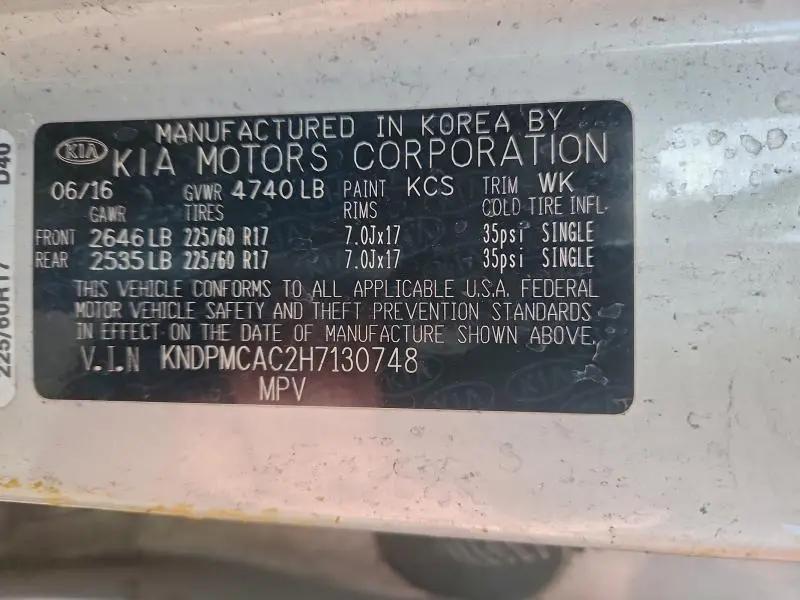 MANUFACTURED IN KOREA BY
KIA KIA MOTORS CORPORATION
06/16 GVWR 4740 LB PAINT KCS TRIM WK
GAWR TIRES RIMS COLD TIRE INFL.
FRONT 2646 LB 225/60 R17 7.0Jx17 35psi SINGLE
REAR 2535 LB 225/60 R17 7.0Jx17 35psi SINGLE
THIS VEHICLE CONFORMS TO ALL APPLICABLE U.S.A. FEDERAL
MOTOR VEHICLE SAFETY AND THEFT PREVENTION STANDARDS
IN EFFECT ON THE DATE OF MANUFACTURE SHOWN ABOVE.
V.I.N KNDPMCAC2H7130748
MPV
225/60R17